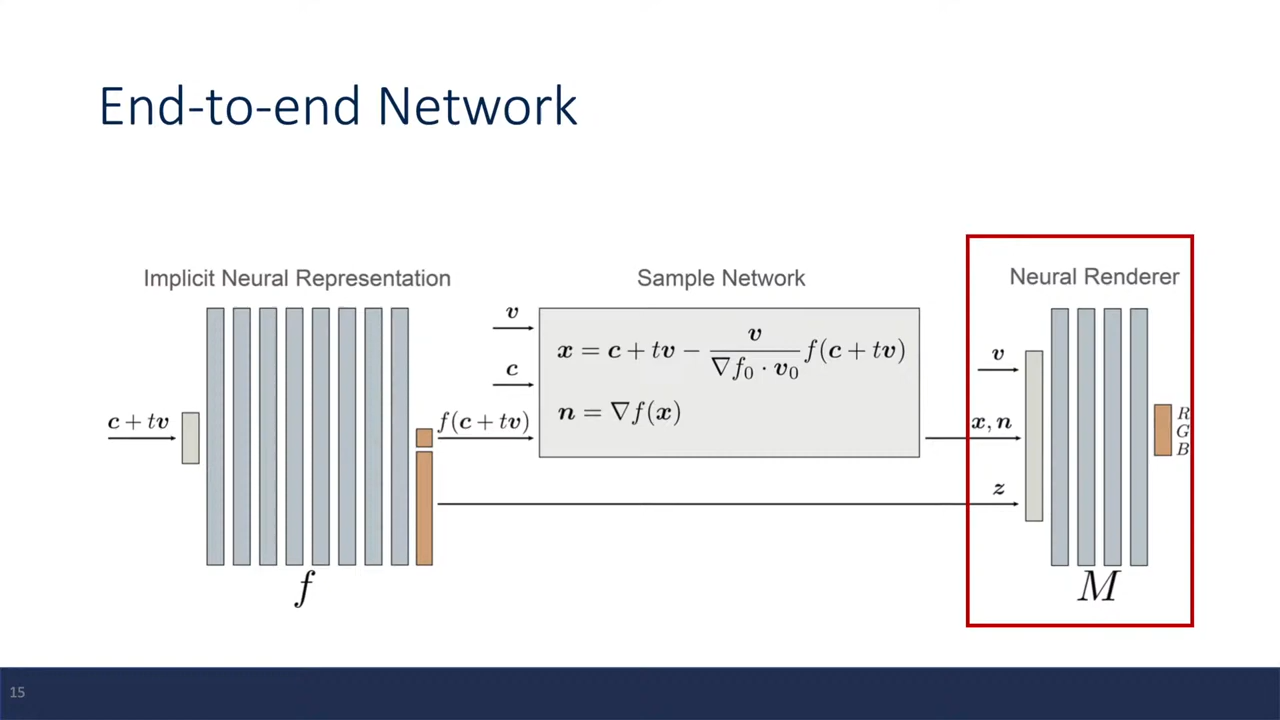 End-to-end Network
Implicit Neural Representation
Sample Network
Neural Renderer
c + tv
f
f(c + tv)
v
c
x = c + tv − v / (∇f₀ · v₀) f(c + tv)
n = ∇f(x)
v
x, n
z
R
G
B
M
15